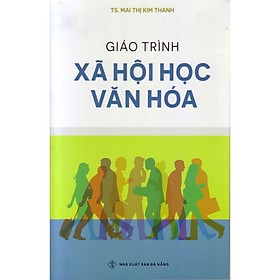 TS. MAI THỊ KIM THANH
GIÁO TRÌNH
XÃ HỘI HỌC
VĂN HÓA
NHÀ XUẤT BẢN ĐÀ NẴNG